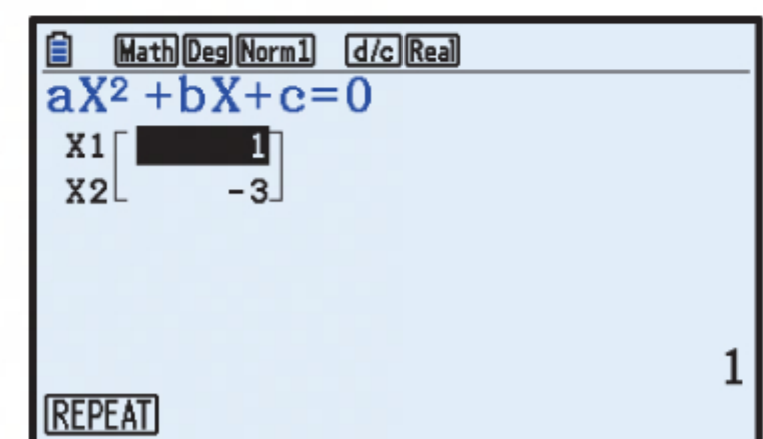 Math Deg Norm1 d/c Real
aX² +bX+c=0
X1[ 1]
X2[ -3]
1
REPEAT